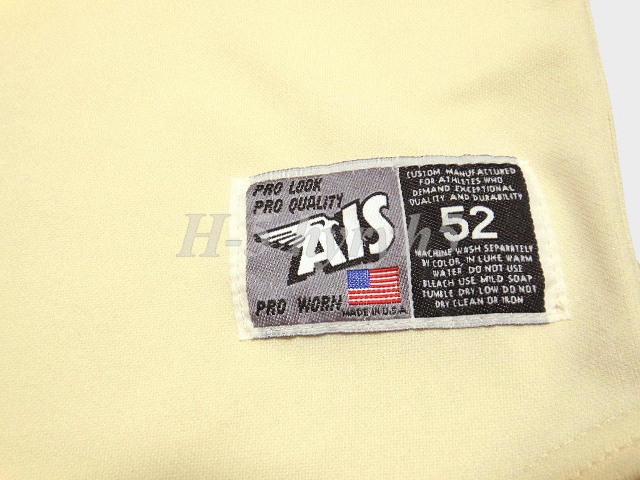 PRO LOOK
PRO QUALITY
AIS
PRO WORN
MADE IN U.S.A.
CUSTOM MANUFACTURED
FOR ATHLETES WHO
DEMAND EXCEPTIONAL
QUALITY AND DURABILITY
52
MACHINE WASH SEPARATELY
BY COLOR, IN LUKE WARM
WATER. DO NOT USE
BLEACH USE MILD SOAP
TUMBLE DRY LOW DO NOT
DRY CLEAN OR IRON